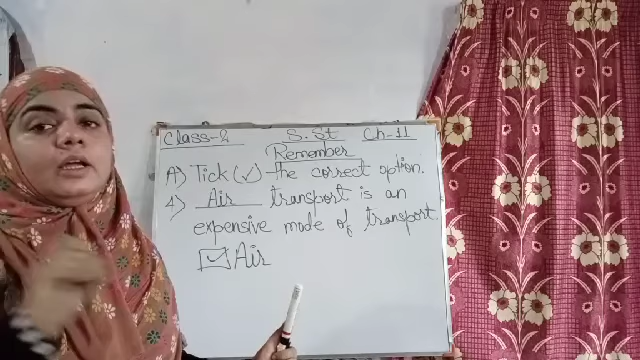 Class-2 S.St Ch-11
Remember
A) Tick (✓) the correct option.
4) Air transport is an
expensive mode of transport.
☑ Air